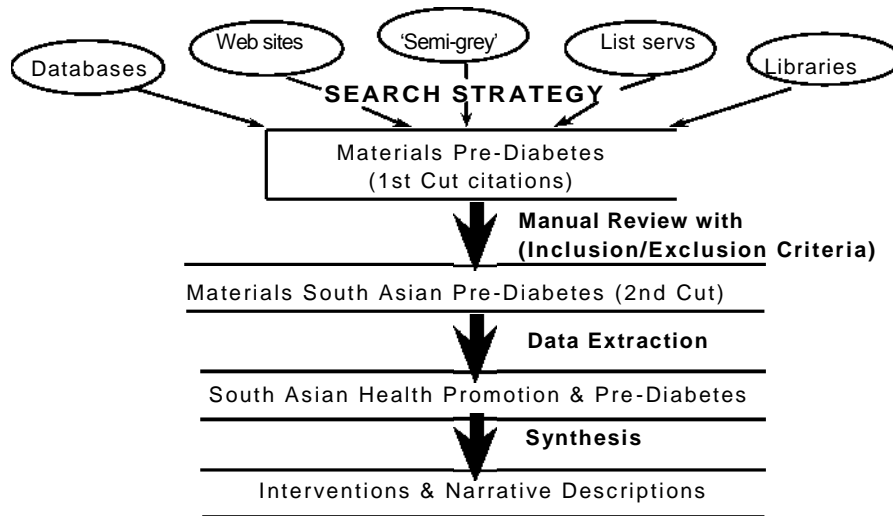 Databases
Web sites
'Semi-grey'
List servs
Libraries
SEARCH STRATEGY
Materials Pre-Diabetes
(1st Cut citations)
Manual Review with
(Inclusion/Exclusion Criteria)
Materials South Asian Pre-Diabetes (2nd Cut)
Data Extraction
South Asian Health Promotion & Pre-Diabetes
Synthesis
Interventions & Narrative Descriptions